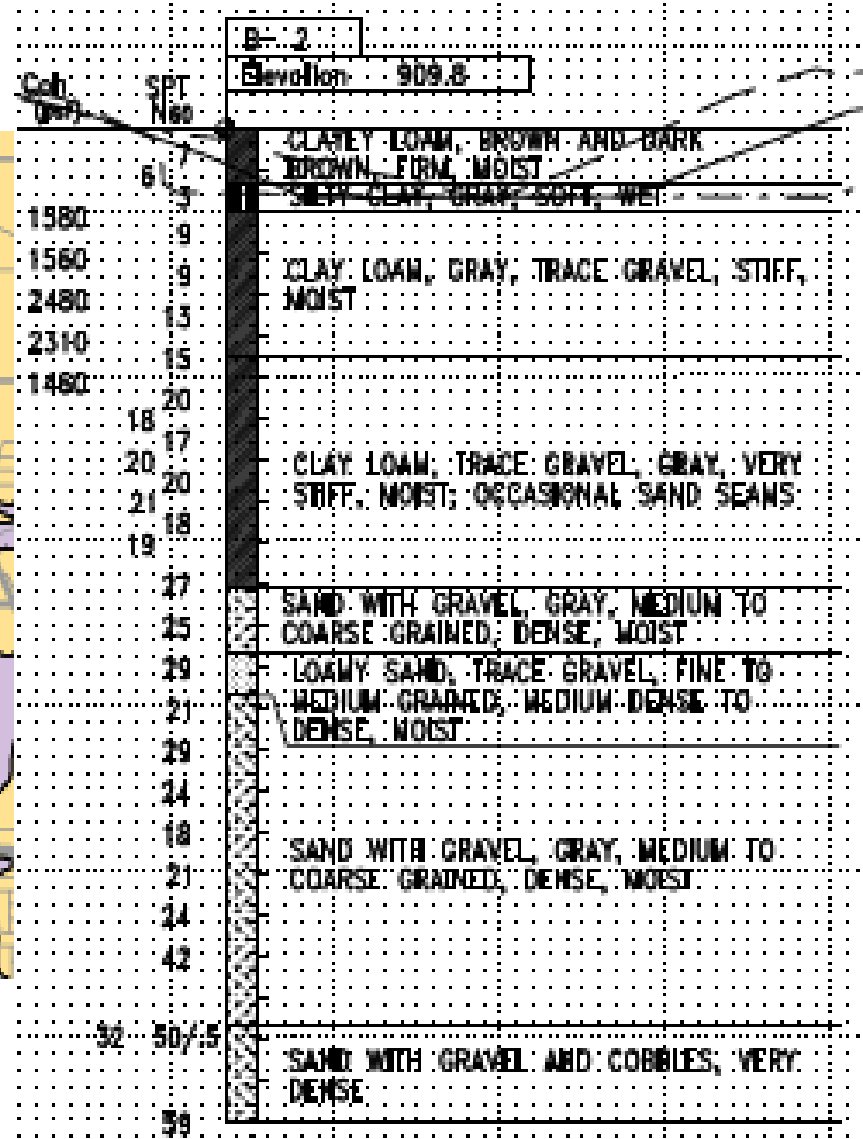 B- 2
Elevation 909.8
Coh. SPT
(psf) N60
CLAYEY LOAM, BROWN AND DARK
7
BROWN, FIRM, MOIST
61
3 SILTY CLAY, GRAY, SOFT, WET
1380
9
1560
9 CLAY LOAM, GRAY, TRACE GRAVEL, STIFF,
2480 MOIST
13
2310
15
1460
20
18
17
20 CLAY LOAM, TRACE GRAVEL, GRAY, VERY
20
21 STIFF, MOIST; OCCASIONAL SAND SEAMS
18
19
27
SAND WITH GRAVEL, GRAY, MEDIUM TO
25 COARSE GRAINED, DENSE, MOIST
29 LOAMY SAND, TRACE GRAVEL, FINE TO
21 MEDIUM GRAINED, MEDIUM DENSE TO
DENSE, MOIST
29
24
18
SAND WITH GRAVEL, GRAY, MEDIUM TO
21 COARSE GRAINED, DENSE, MOIST
24
42
32 50/.5
SAND WITH GRAVEL AND COBBLES, VERY
DENSE